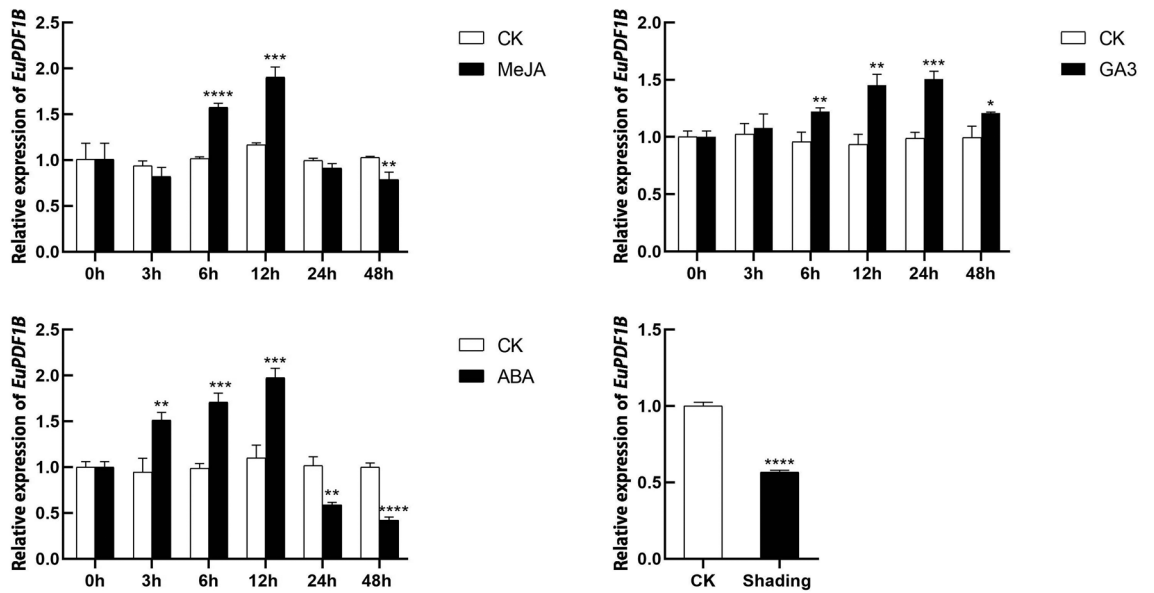 Relative expression of EuPDF1B
2.5
2.0
1.5
1.0
0.5
0.0
****
***
**
0h 3h 6h 12h 24h 48h
CK
MeJA
Relative expression of EuPDF1B
2.0
1.5
1.0
0.5
0.0
**
**
***
*
0h 3h 6h 12h 24h 48h
CK
GA3
Relative expression of EuPDF1B
2.5
2.0
1.5
1.0
0.5
0.0
**
***
***
**
****
0h 3h 6h 12h 24h 48h
CK
ABA
Relative expression of EuPDF1B
1.5
1.0
0.5
0.0
****
CK Shading